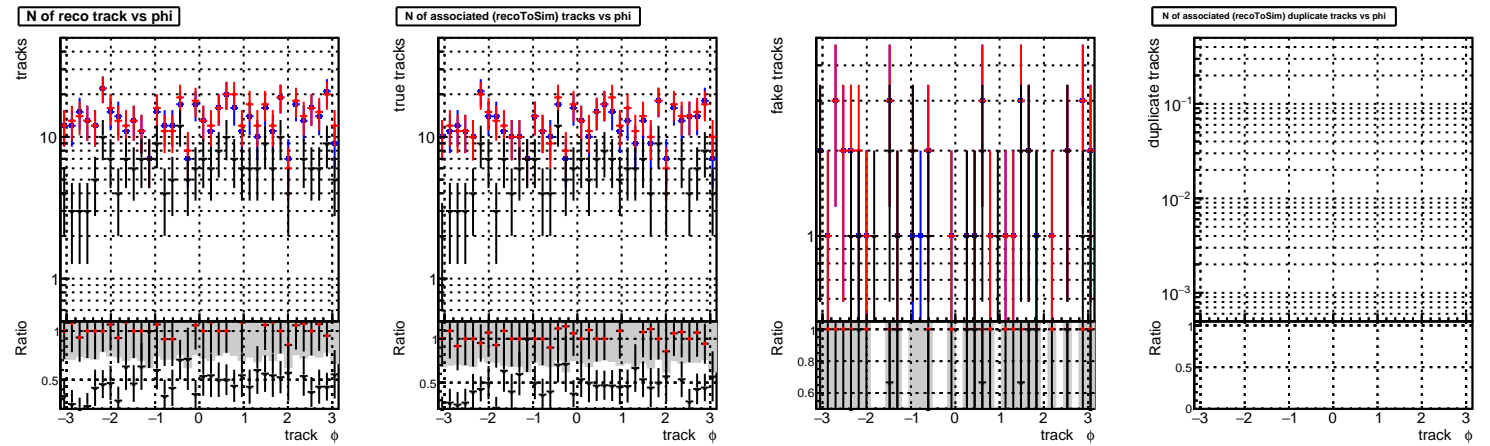 N of reco track vs phi
tracks
10
1
Ratio
1
0.5
−3 −2 −1 0 1 2 3
track ϕ
N of associated (recoToSim) tracks vs phi
true tracks
10
1
Ratio
1
0.5
−3 −2 −1 0 1 2 3
track ϕ
fake tracks
1
Ratio
1
0.8
0.6
−3 −2 −1 0 1 2 3
track ϕ
N of associated (recoToSim) duplicate tracks vs phi
duplicate tracks
10⁻¹
10⁻²
10⁻³
Ratio
1
0.5
0
−3 −2 −1 0 1 2 3
track ϕ